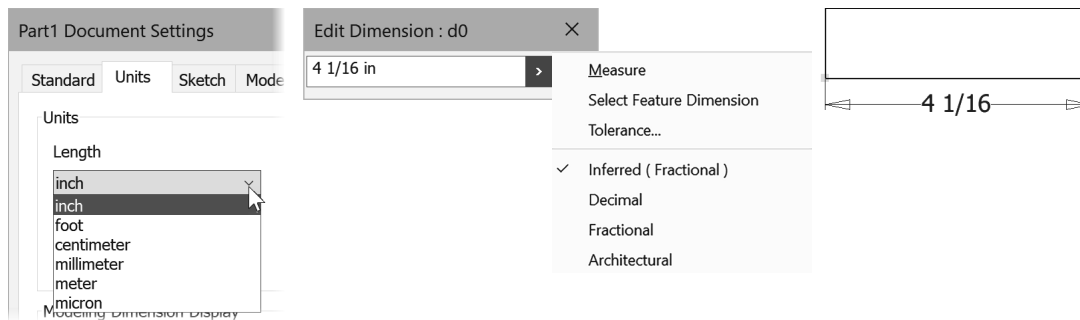 Part1 Document Settings
Standard Units Sketch Mode
Units
Length
inch
inch
foot
centimeter
millimeter
meter
micron
Modeling Dimension Display
Edit Dimension : d0
4 1/16 in
Measure
Select Feature Dimension
Tolerance...
Inferred ( Fractional )
Decimal
Fractional
Architectural
4 1/16